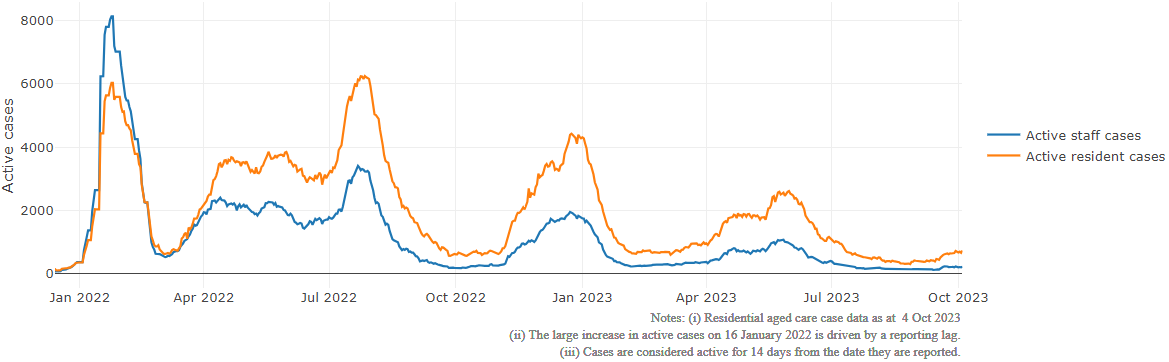 8000
6000
4000
2000
0
Active cases
Jan 2022
Apr 2022
Jul 2022
Oct 2022
Jan 2023
Apr 2023
Jul 2023
Oct 2023
Active staff cases
Active resident cases
Notes: (i) Residential aged care case data as at 4 Oct 2023
(ii) The large increase in active cases on 16 January 2022 is driven by a reporting lag.
(iii) Cases are considered active for 14 days from the date they are reported.